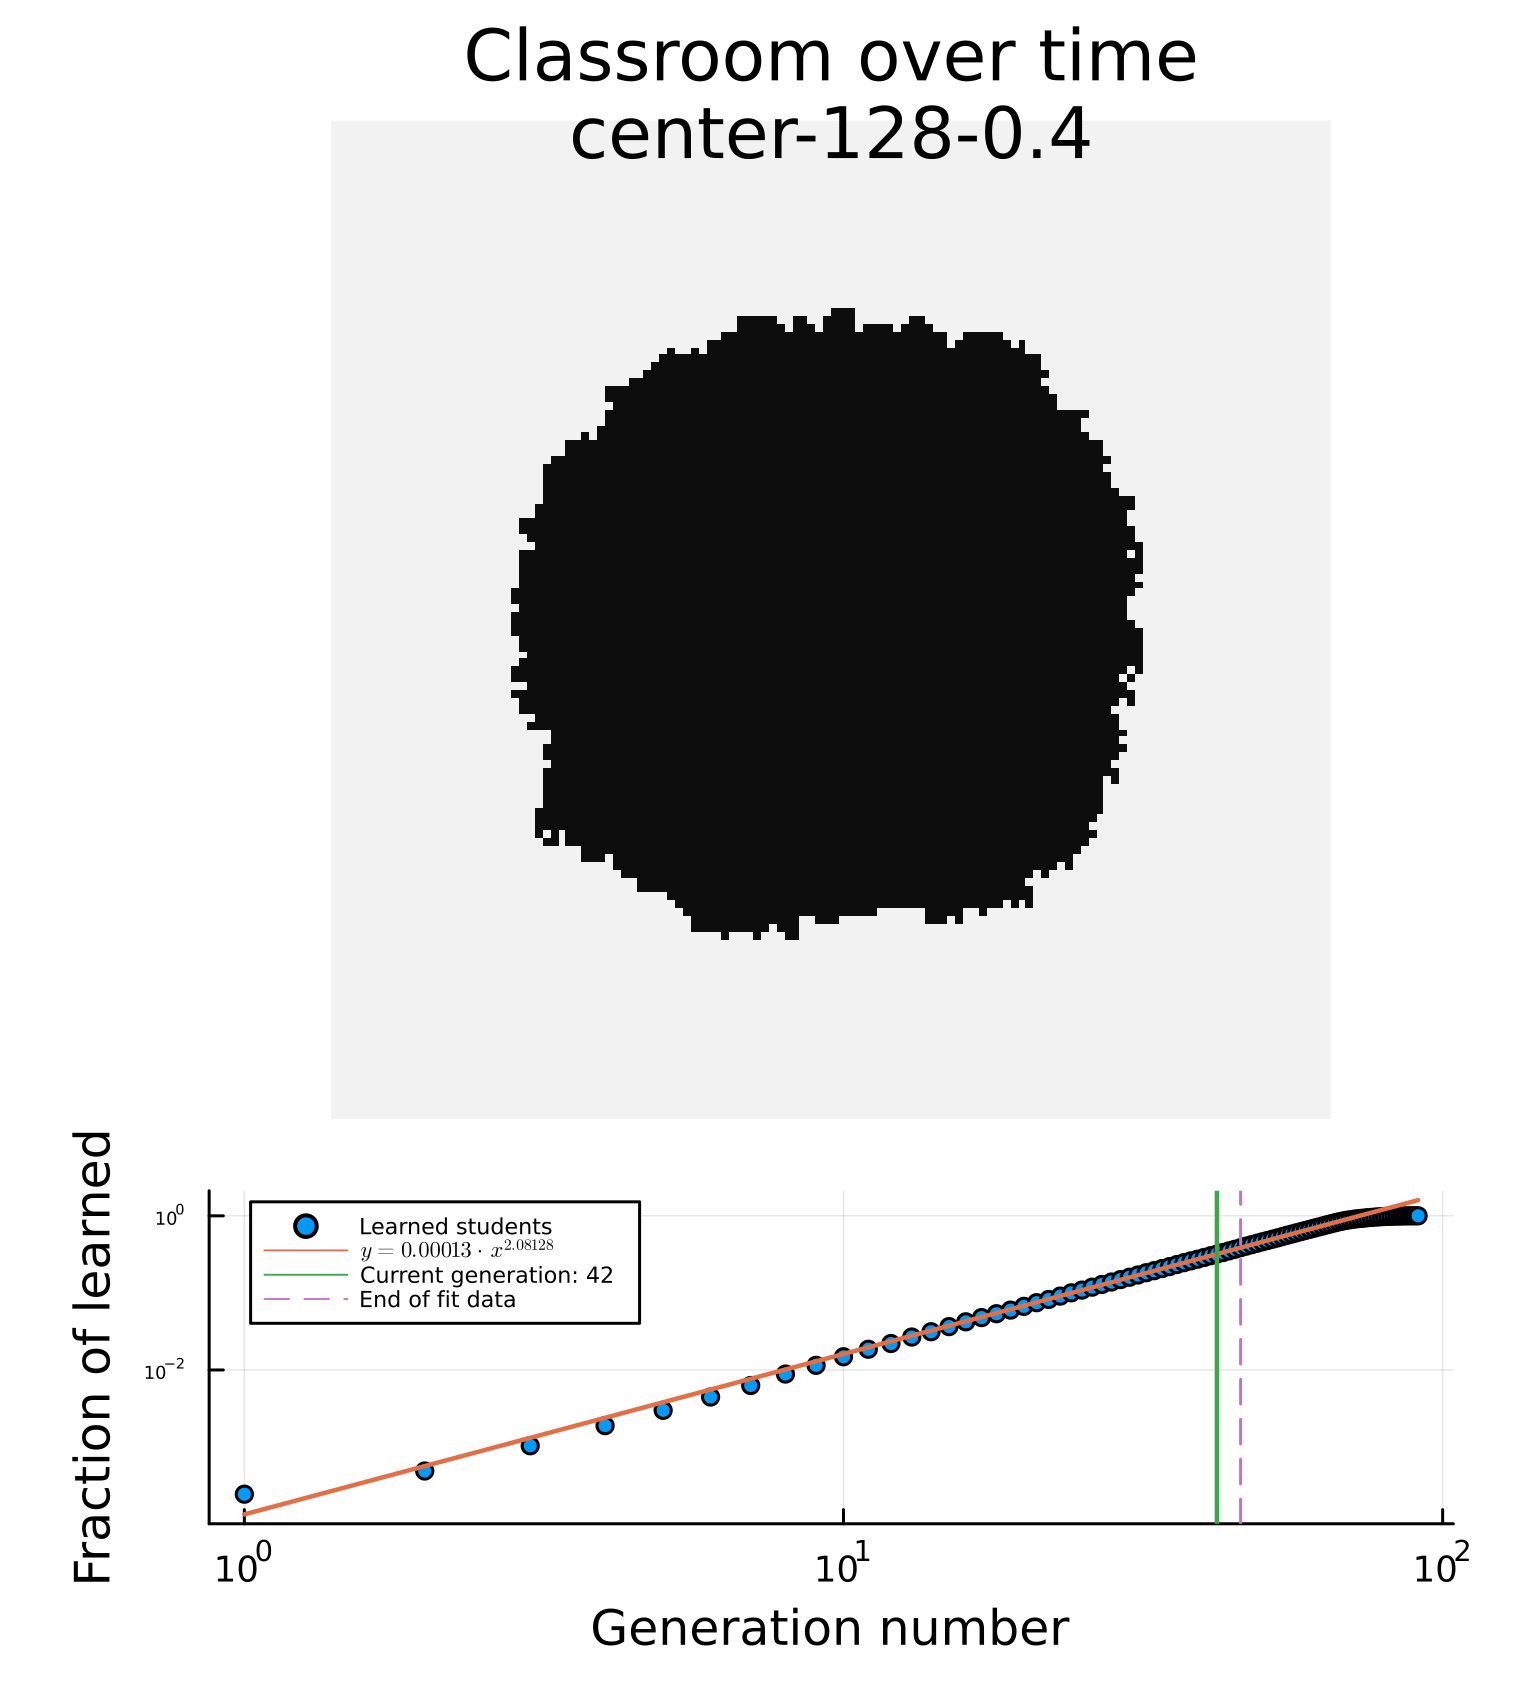 Classroom over time
center-128-0.4
Fraction of learned
10⁰
10⁻²
Learned students
y = 0.00013 · x^2.08128
Current generation: 42
End of fit data
10⁰ 10¹ 10²
Generation number